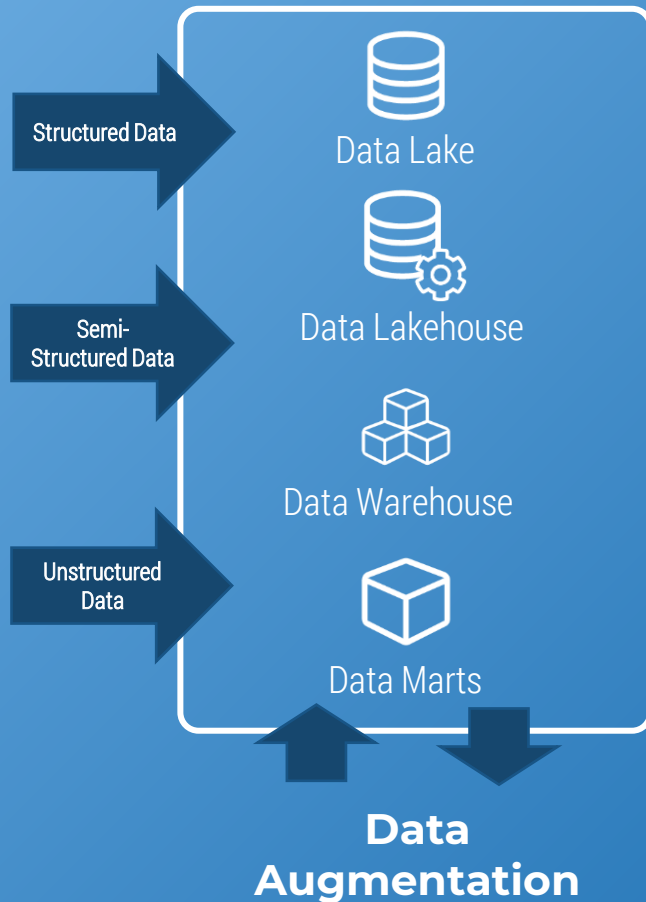 Structured Data
Data Lake
Semi-
Structured Data
Data Lakehouse
Data Warehouse
Unstructured
Data
Data Marts
Data
Augmentation